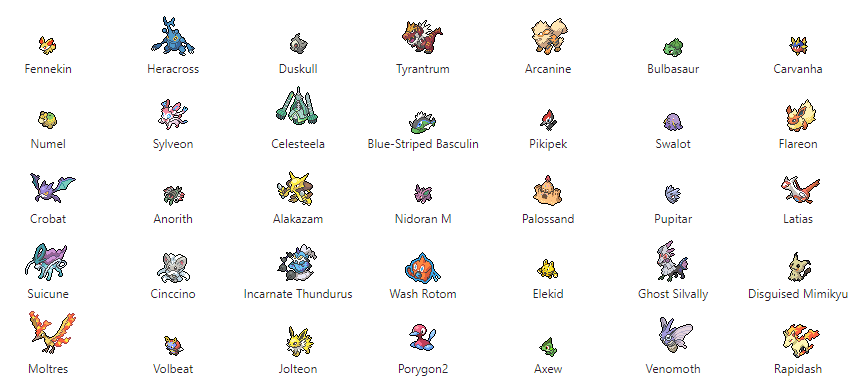 Fennekin Heracross Duskull Tyrantrum Arcanine Bulbasaur Carvanha
Numel Sylveon Celesteela Blue-Striped Basculin Pikipek Swalot Flareon
Crobat Anorith Alakazam Nidoran M Palossand Pupitar Latias
Suicune Cinccino Incarnate Thundurus Wash Rotom Elekid Ghost Silvally Disguised Mimikyu
Moltres Volbeat Jolteon Porygon2 Axew Venomoth Rapidash